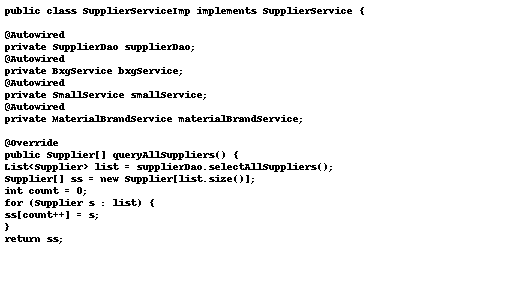 public class SupplierServiceImp implements SupplierService {
@Autowired
private SupplierDao supplierDao;
@Autowired
private BxgService bxgService;
@Autowired
private SmallService smallService;
@Autowired
private MaterialBrandService materialBrandService;
@Override
public Supplier[] queryAllSuppliers() {
List<Supplier> list = supplierDao.selectAllSuppliers();
Supplier[] ss = new Supplier[list.size()];
int count = 0;
for (Supplier s : list) {
ss[count++] = s;
}
return ss;